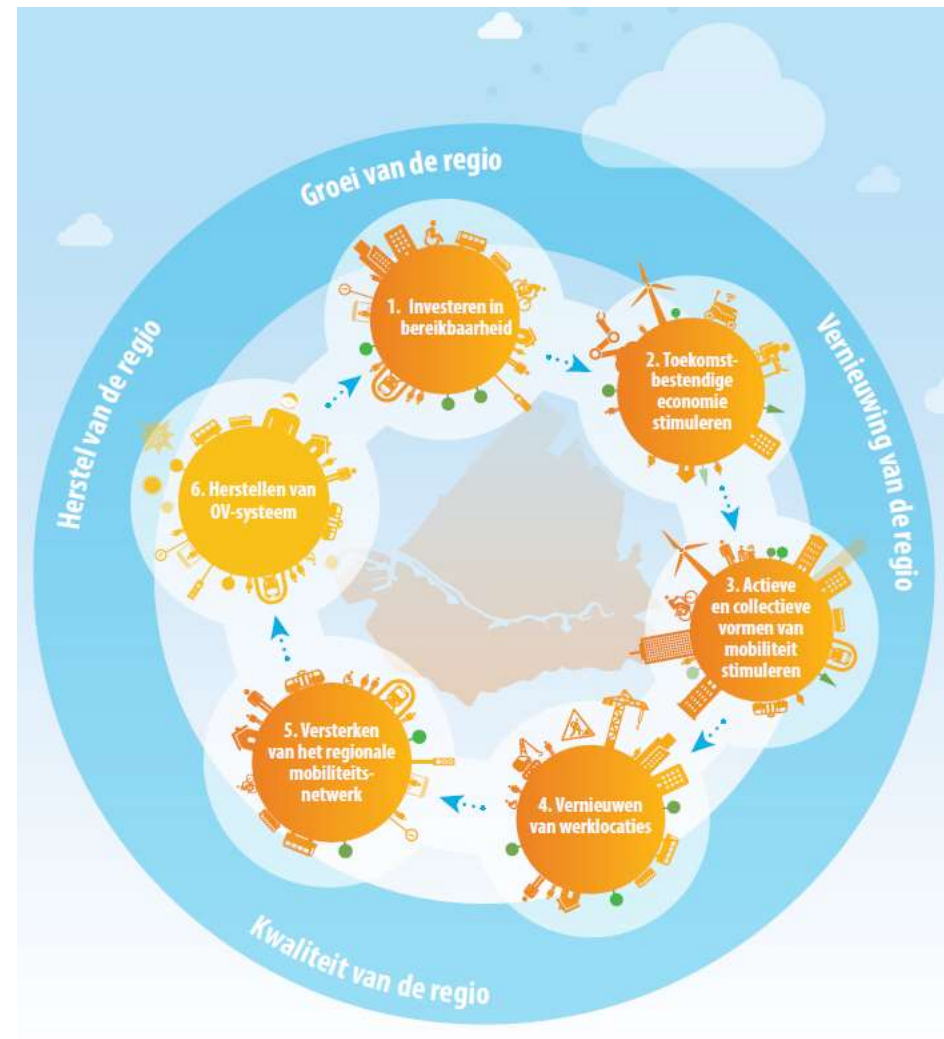 Groei van de regio
Vernieuwing van de regio
Kwaliteit van de regio
Herstel van de regio
1. Investeren in
bereikbaarheid
2. Toekomst-
bestendige
economie
stimuleren
3. Actieve
en collectieve
vormen van
mobiliteit
stimuleren
4. Vernieuwen
van werklocaties
5. Versterken
van het regionale
mobiliteits-
netwerk
6. Herstellen van
OV-systeem